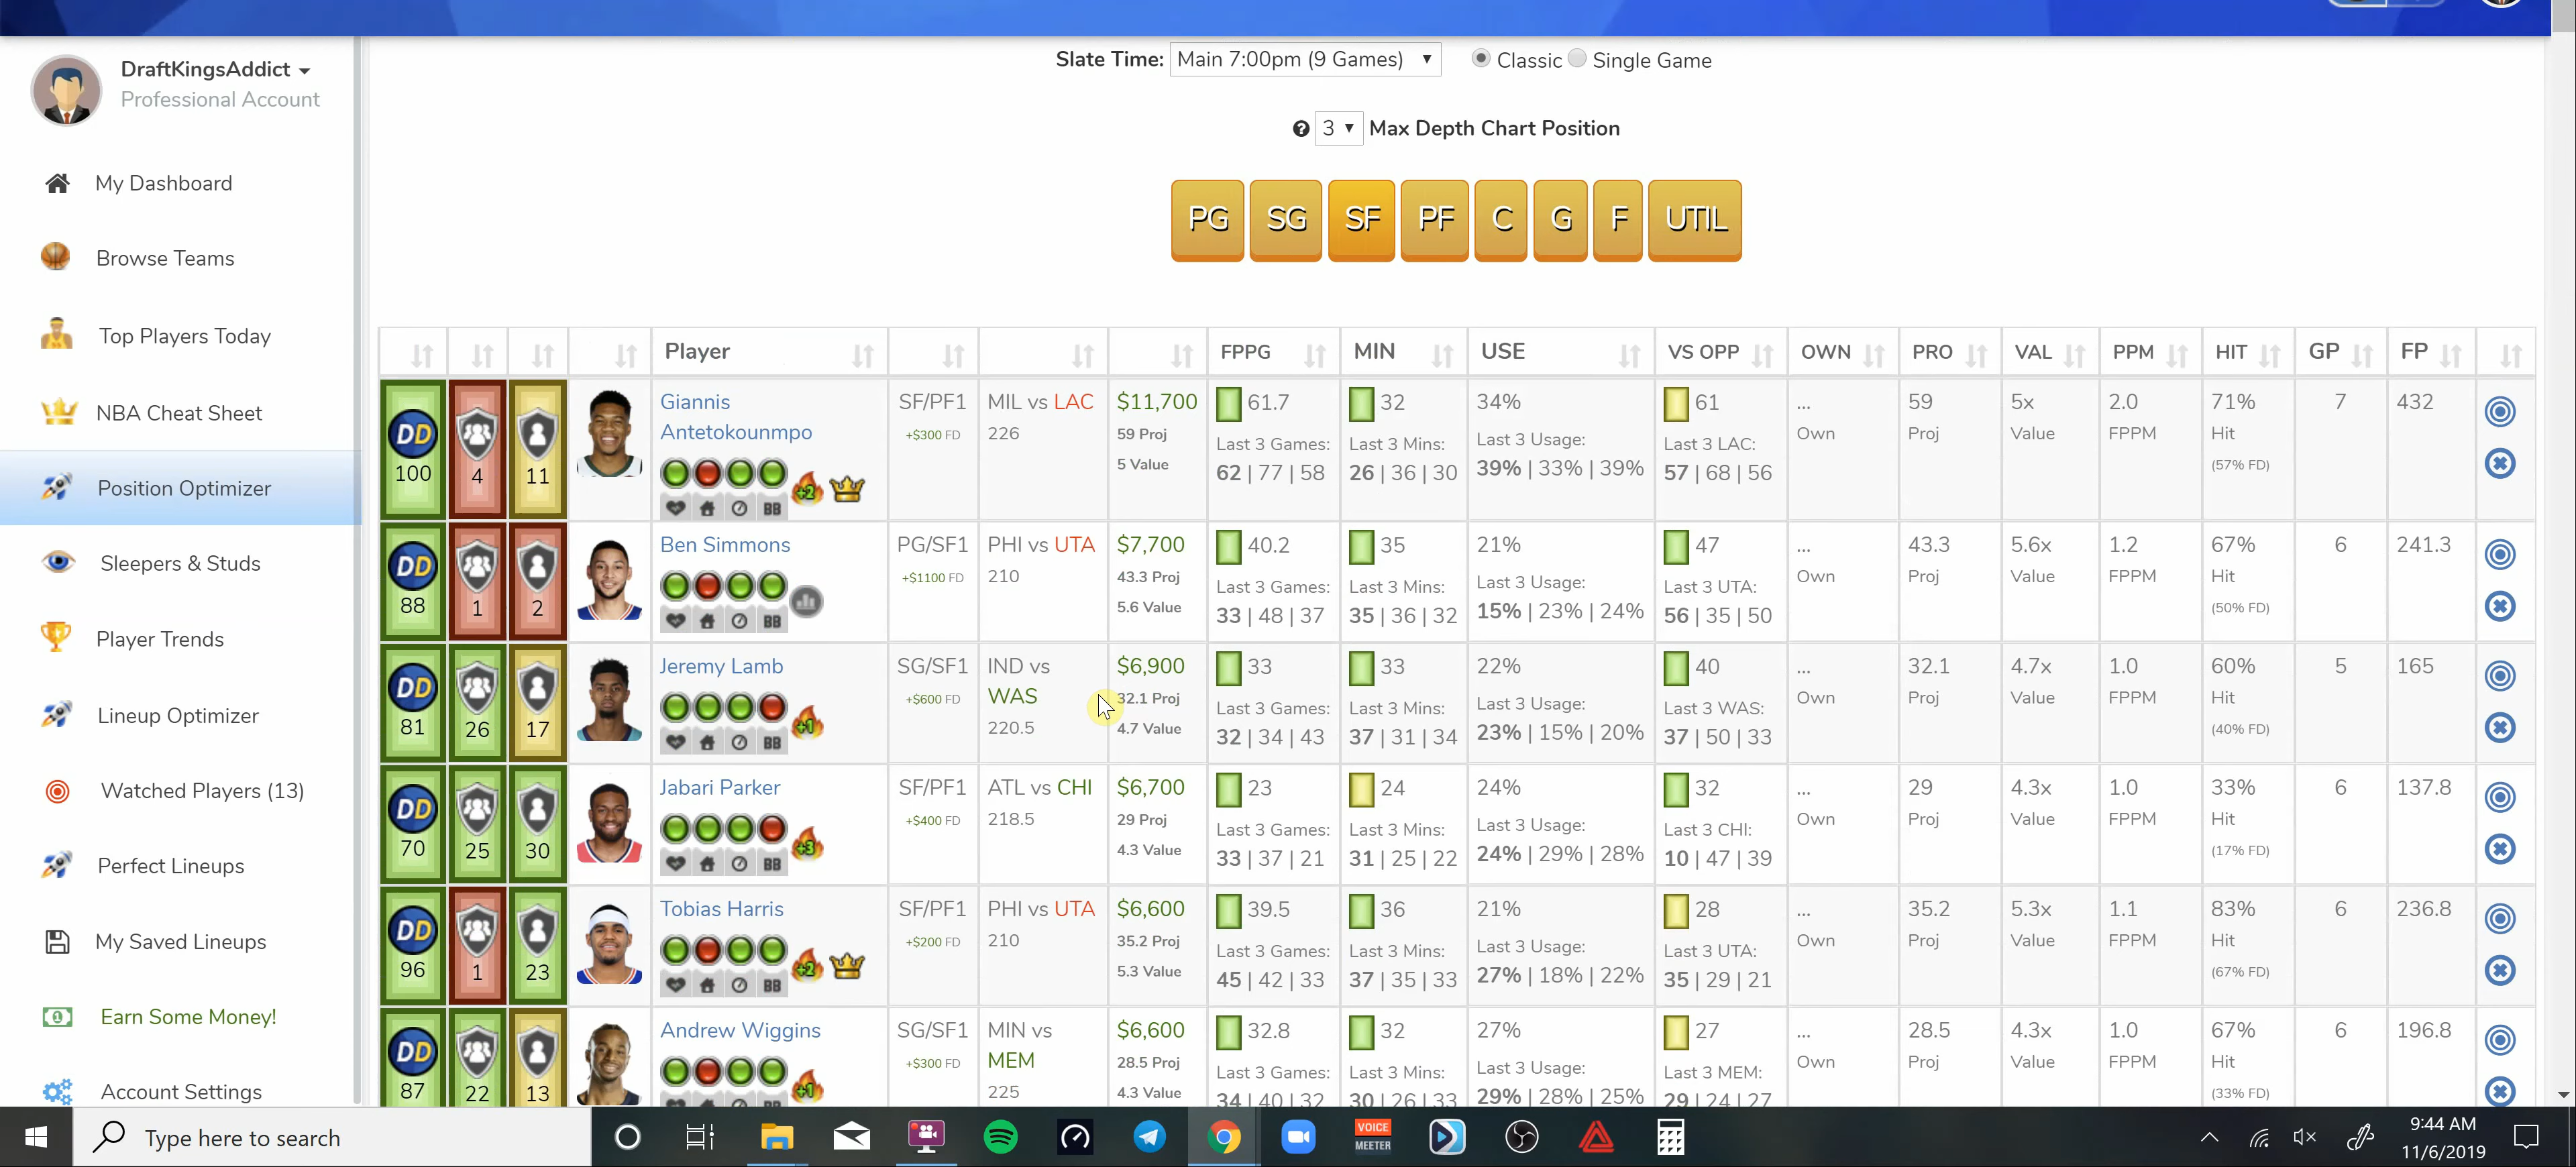 Slate Time: Main 7:00pm (9 Games) Classic Single Game
DraftKingsAddict
Professional Account
3 Max Depth Chart Position
PG SG SF PF C G F UTIL
My Dashboard
Browse Teams
Top Players Today
NBA Cheat Sheet
Position Optimizer
Sleepers & Studs
Player Trends
Lineup Optimizer
Watched Players (13)
Perfect Lineups
My Saved Lineups
Earn Some Money!
Account Settings
Player FPPG MIN USE VS OPP OWN PRO VAL PPM HIT GP FP
Giannis SF/PF1 MIL vs LAC $11,700 61.7 32 34% 61 ... 59 5x 2.0 71% 7 432
DD Antetokounmpo +$300 FD 226 59 Proj Last 3 Games: Last 3 Mins: Last 3 Usage: Last 3 LAC: Own Proj Value FPPM Hit
100 4 11 +2 5 Value 62 | 77 | 58 26 | 36 | 30 39% | 33% | 39% 57 | 68 | 56 (57% FD)
BB
Ben Simmons PG/SF1 PHI vs UTA $7,700 40.2 35 21% 47 ... 43.3 5.6x 1.2 67% 6 241.3
DD +$1100 FD 210 43.3 Proj Last 3 Games: Last 3 Mins: Last 3 Usage: Last 3 UTA: Own Proj Value FPPM Hit
88 1 2 5.6 Value 33 | 48 | 37 35 | 36 | 32 15% | 23% | 24% 56 | 35 | 50 (50% FD)
BB
Jeremy Lamb SG/SF1 IND vs WAS $6,900 33 33 22% 40 ... 32.1 4.7x 1.0 60% 5 165
DD +$600 FD 220.5 32.1 Proj Last 3 Games: Last 3 Mins: Last 3 Usage: Last 3 WAS: Own Proj Value FPPM Hit
81 26 17 +1 4.7 Value 32 | 34 | 43 37 | 31 | 34 23% | 15% | 20% 37 | 50 | 33 (40% FD)
BB
Jabari Parker SF/PF1 ATL vs CHI $6,700 23 24 24% 32 ... 29 4.3x 1.0 33% 6 137.8
DD +$400 FD 218.5 29 Proj Last 3 Games: Last 3 Mins: Last 3 Usage: Last 3 CHI: Own Proj Value FPPM Hit
70 25 30 +3 4.3 Value 33 | 37 | 21 31 | 25 | 22 24% | 29% | 28% 10 | 47 | 39 (17% FD)
BB
Tobias Harris SF/PF1 PHI vs UTA $6,600 39.5 36 21% 28 ... 35.2 5.3x 1.1 83% 6 236.8
DD +$200 FD 210 35.2 Proj Last 3 Games: Last 3 Mins: Last 3 Usage: Last 3 UTA: Own Proj Value FPPM Hit
96 1 23 +2 5.3 Value 45 | 42 | 33 37 | 35 | 33 27% | 18% | 22% 35 | 29 | 21 (67% FD)
BB
Andrew Wiggins SG/SF1 MIN vs MEM $6,600 32.8 32 27% 27 ... 28.5 4.3x 1.0 67% 6 196.8
DD +$300 FD 225 28.5 Proj Last 3 Games: Last 3 Mins: Last 3 Usage: Last 3 MEM: Own Proj Value FPPM Hit
87 22 13 +1 4.3 Value 34 | 40 | 32 30 | 26 | 33 29% | 28% | 25% 29 | 24 | 27 (33% FD)
Type here to search
VOICE
MEETER
9:44 AM
11/6/2019